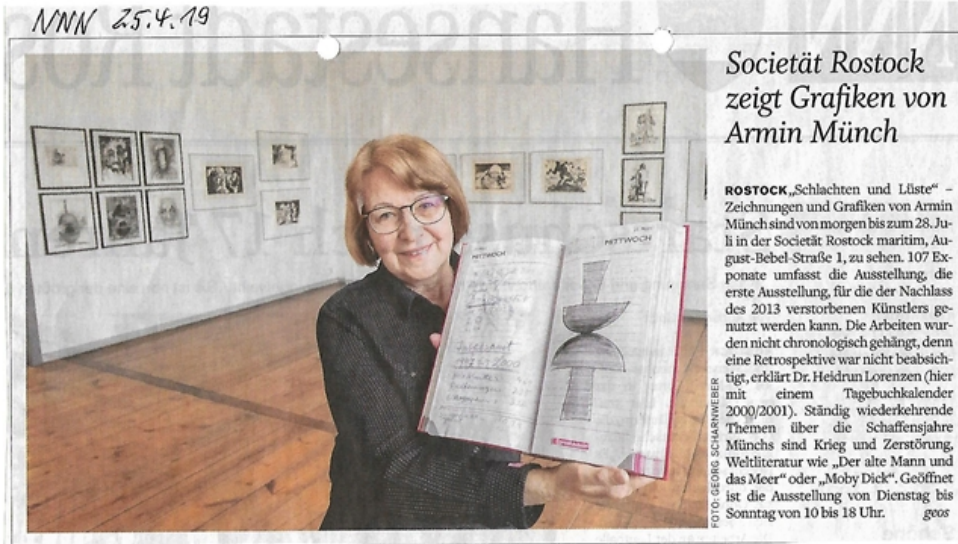 NNN 25.4.19
Societät Rostock
zeigt Grafiken von
Armin Münch
ROSTOCK „Schlachten und Lüste“ –
Zeichnungen und Grafiken von Armin
Münch sind von morgen bis zum 28. Ju-
li in der Societät Rostock maritim, Au-
gust-Bebel-Straße 1, zu sehen. 107 Ex-
ponate umfasst die Ausstellung, die
erste Ausstellung, für die der Nachlass
des 2013 verstorbenen Künstlers ge-
nutzt werden kann. Die Arbeiten wur-
den nicht chronologisch gehängt, denn
eine Retrospektive war nicht beabsich-
tigt, erklärt Dr. Heidrun Lorenzen (hier
mit einem Tagebuchkalender
2000/2001). Ständig wiederkehrende
Themen über die Schaffensjahre
Münchs sind Krieg und Zerstörung,
Weltliteratur wie „Der alte Mann und
das Meer“ oder „Moby Dick“. Geöffnet
ist die Ausstellung von Dienstag bis
Sonntag von 10 bis 18 Uhr. geos
FOTO: GEORG SCHARNWEBER
MITTWOCH
MITTWOCH